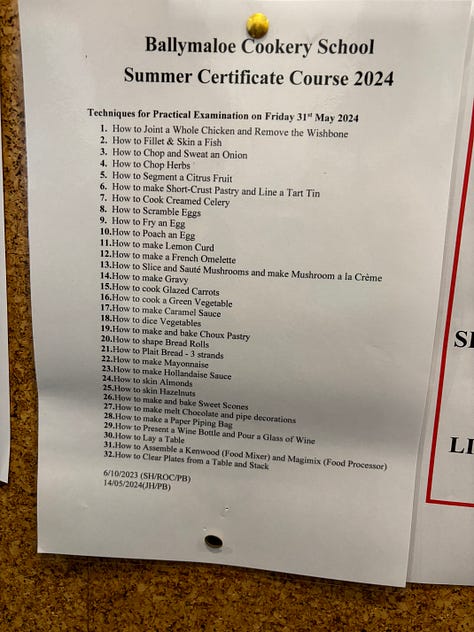 Ballymaloe Cookery School
Summer Certificate Course 2024
Techniques for Practical Examination on Friday 31st May 2024
1. How to Joint a Whole Chicken and Remove the Wishbone
2. How to Fillet & Skin a Fish
3. How to Chop and Sweat an Onion
4. How to Chop Herbs
5. How to Segment a Citrus Fruit
6. How to make Short-Crust Pastry and Line a Tart Tin
7. How to Cook Creamed Celery
8. How to Scramble Eggs
9. How to Fry an Egg
10. How to Poach an Egg
11. How to make Lemon Curd
12. How to make a French Omelette
13. How to Slice and Sauté Mushrooms and make Mushroom a la Crème
14. How to make Gravy
15. How to cook Glazed Carrots
16. How to cook a Green Vegetable
17. How to make Caramel Sauce
18. How to dice Vegetables
19. How to make and bake Choux Pastry
20. How to shape Bread Rolls
21. How to Plait Bread - 3 strands
22. How to make Mayonnaise
23. How to make Hollandaise Sauce
24. How to skin Almonds
25. How to skin Hazelnuts
26. How to make and bake Sweet Scones
27. How to make melt Chocolate and pipe decorations
28. How to make a Paper Piping Bag
29. How to Present a Wine Bottle and Pour a Glass of Wine
30. How to Lay a Table
31. How to Assemble a Kenwood (Food Mixer) and Magimix (Food Processor)
32. How to Clear Plates from a Table and Stack
6/10/2023 (SH/ROC/PB)
14/05/2024(JH/PB)